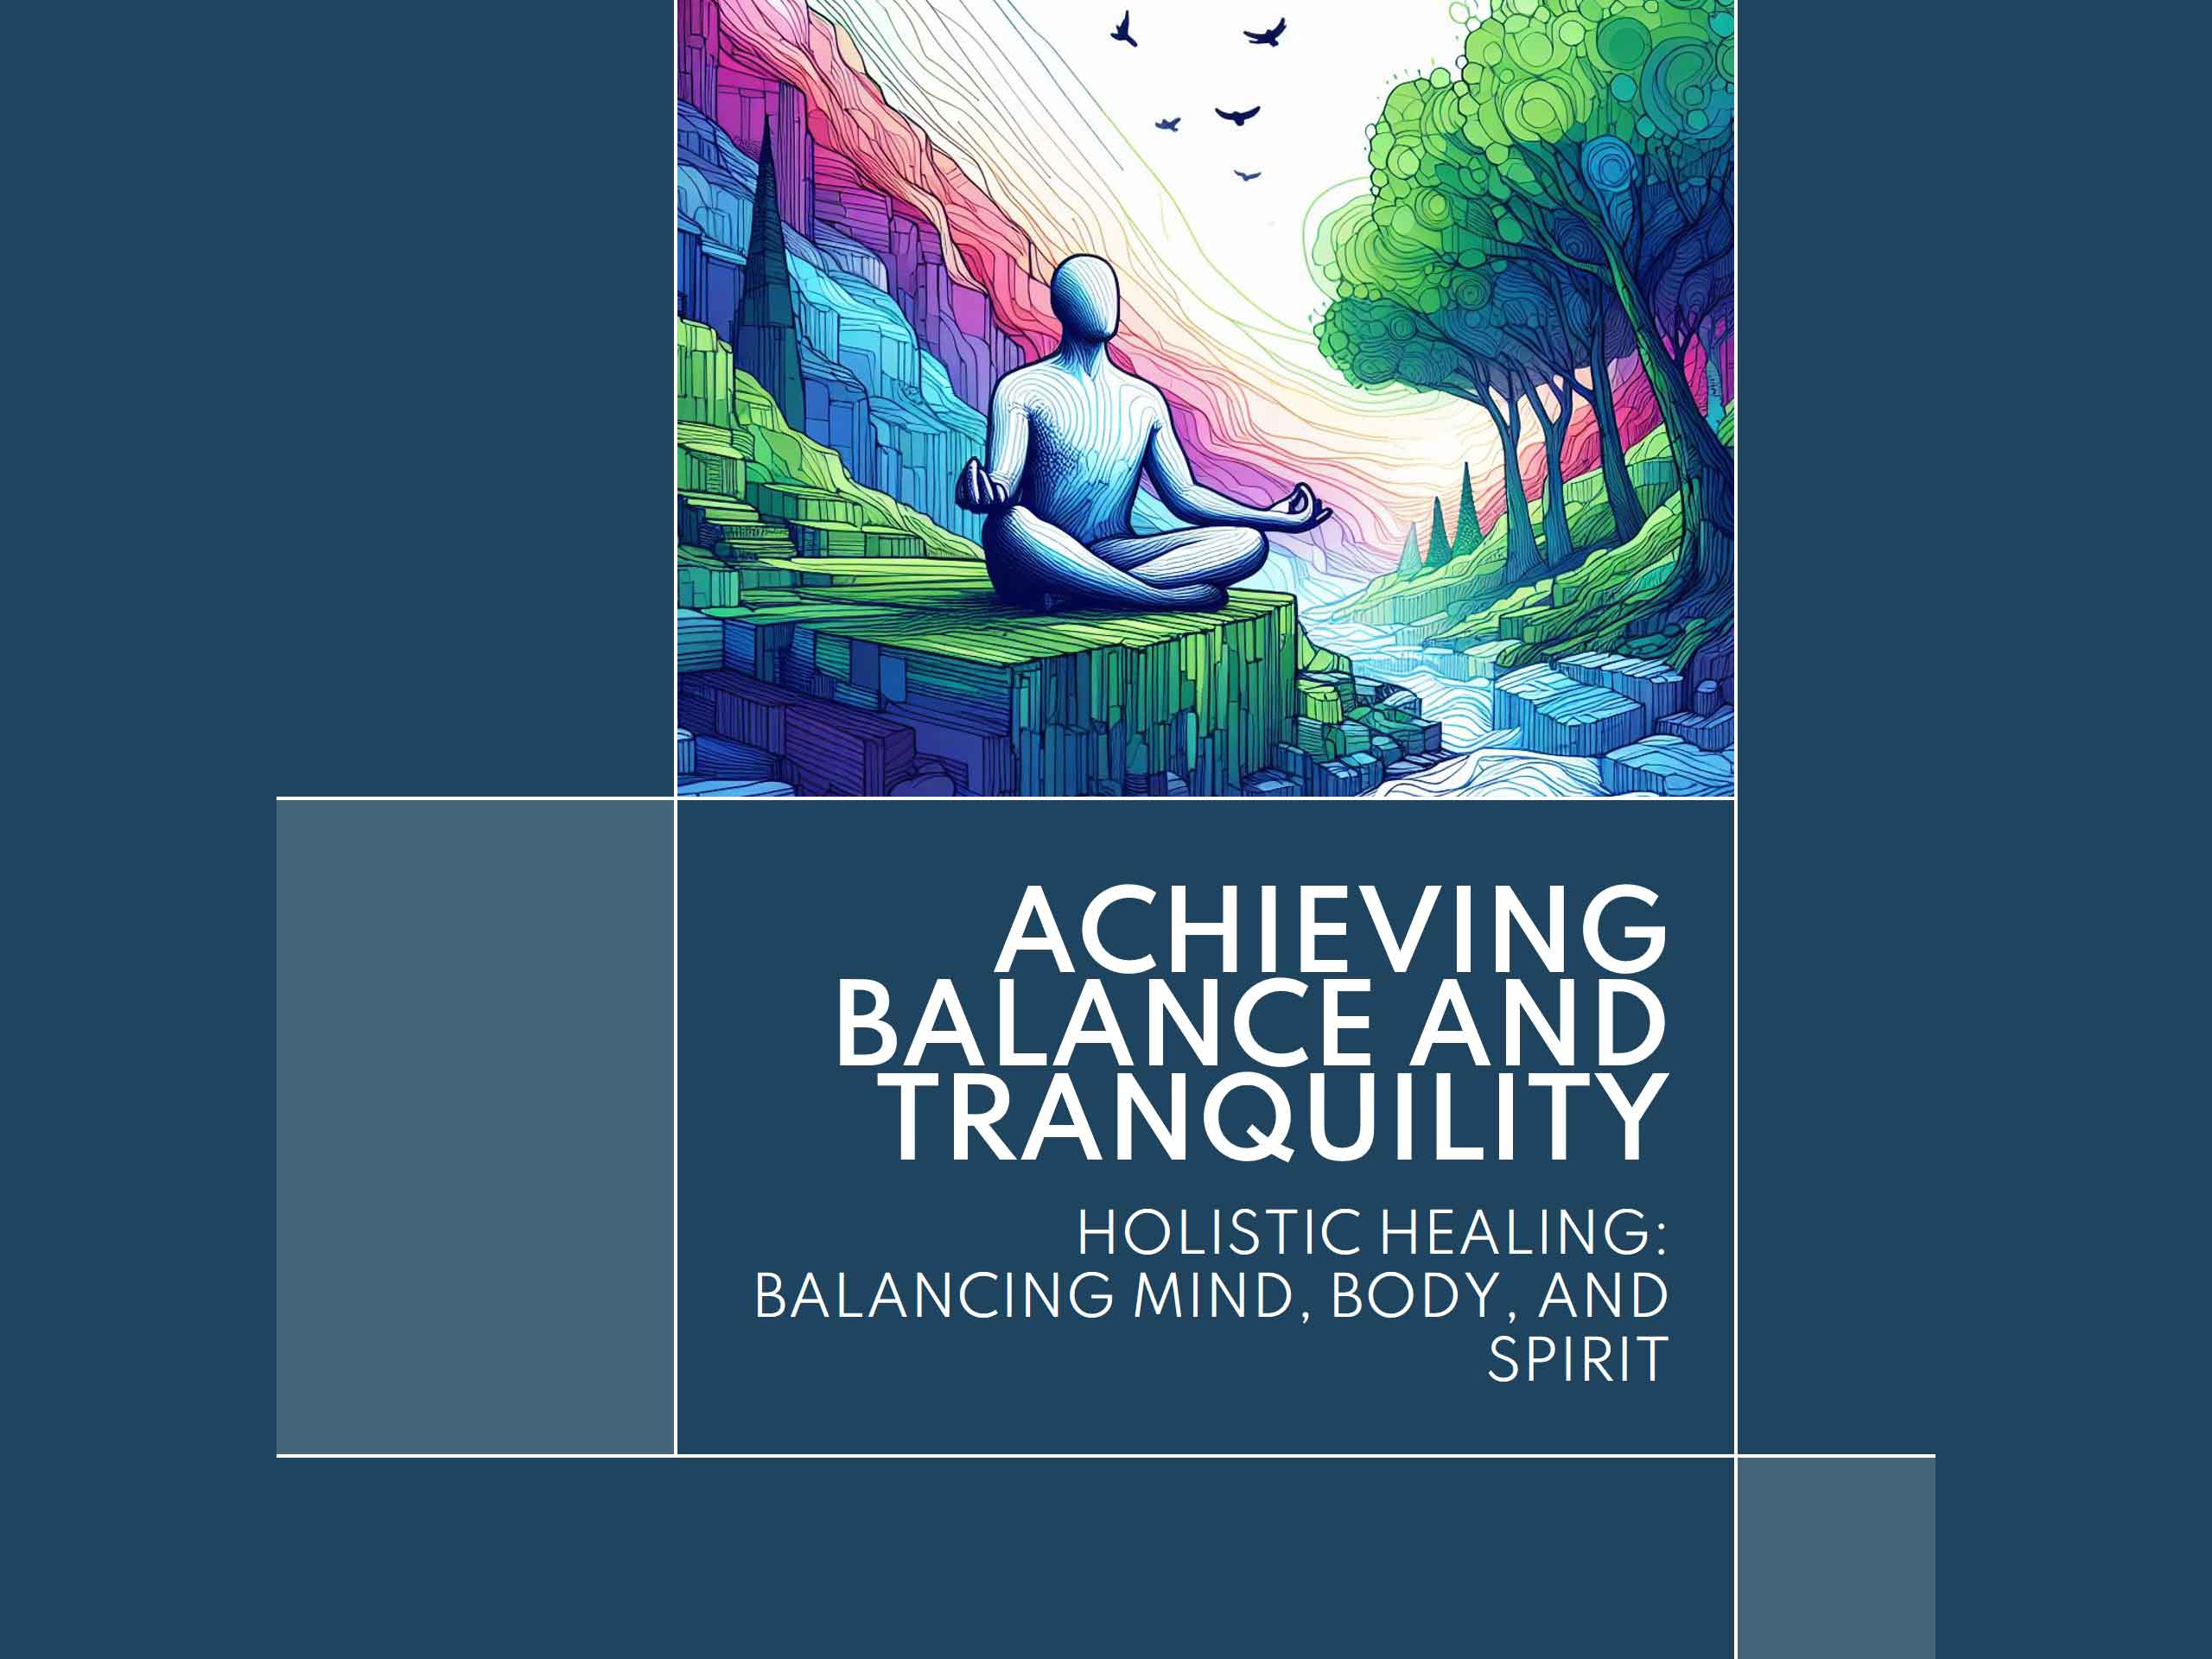 ACHIEVING
BALANCE AND
TRANQUILITY
HOLISTIC HEALING:
BALANCING MIND, BODY, AND
SPIRIT